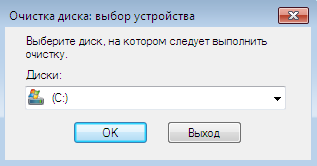 Очистка диска: выбор устройства
Выберите диск, на котором следует выполнить
очистку.
Диски:
(C:)
OK
Выход